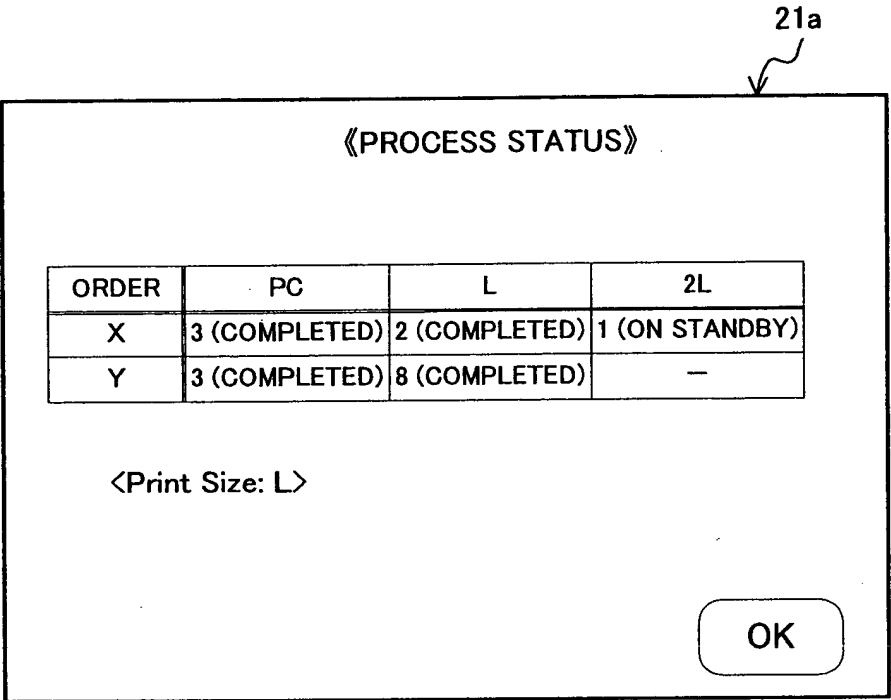 21a
《PROCESS STATUS》
ORDER PC L 2L
X 3 (COMPLETED) 2 (COMPLETED) 1 (ON STANDBY)
Y 3 (COMPLETED) 8 (COMPLETED) —
<Print Size: L>
OK